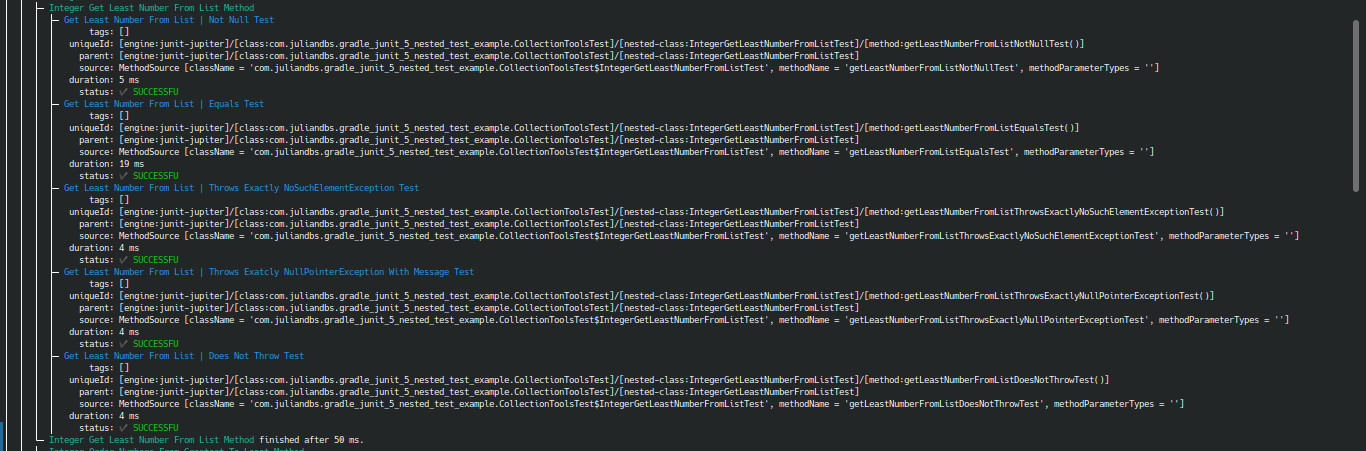 Integer Get Least Number From List Method
Get Least Number From List | Not Null Test
tags: []
uniqueId: [engine:junit-jupiter]/[class:com.juliandbs.gradle_junit_5_nested_test_example.CollectionToolsTest]/[nested-class:IntegerGetLeastNumberFromListTest]/[method:getLeastNumberFromListNotNullTest()]
parent: [engine:junit-jupiter]/[class:com.juliandbs.gradle_junit_5_nested_test_example.CollectionToolsTest]/[nested-class:IntegerGetLeastNumberFromListTest]
source: MethodSource [className = 'com.juliandbs.gradle_junit_5_nested_test_example.CollectionToolsTest$IntegerGetLeastNumberFromListTest', methodName = 'getLeastNumberFromListNotNullTest', methodParameterTypes = '']
duration: 5 ms
status: ✔ SUCCESSFU
Get Least Number From List | Equals Test
tags: []
uniqueId: [engine:junit-jupiter]/[class:com.juliandbs.gradle_junit_5_nested_test_example.CollectionToolsTest]/[nested-class:IntegerGetLeastNumberFromListTest]/[method:getLeastNumberFromListEqualsTest()]
parent: [engine:junit-jupiter]/[class:com.juliandbs.gradle_junit_5_nested_test_example.CollectionToolsTest]/[nested-class:IntegerGetLeastNumberFromListTest]
source: MethodSource [className = 'com.juliandbs.gradle_junit_5_nested_test_example.CollectionToolsTest$IntegerGetLeastNumberFromListTest', methodName = 'getLeastNumberFromListEqualsTest', methodParameterTypes = '']
duration: 19 ms
status: ✔ SUCCESSFU
Get Least Number From List | Throws Exactly NoSuchElementException Test
tags: []
uniqueId: [engine:junit-jupiter]/[class:com.juliandbs.gradle_junit_5_nested_test_example.CollectionToolsTest]/[nested-class:IntegerGetLeastNumberFromListTest]/[method:getLeastNumberFromListThrowsExactlyNoSuchElementExceptionTest()]
parent: [engine:junit-jupiter]/[class:com.juliandbs.gradle_junit_5_nested_test_example.CollectionToolsTest]/[nested-class:IntegerGetLeastNumberFromListTest]
source: MethodSource [className = 'com.juliandbs.gradle_junit_5_nested_test_example.CollectionToolsTest$IntegerGetLeastNumberFromListTest', methodName = 'getLeastNumberFromListThrowsExactlyNoSuchElementExceptionTest', methodParameterTypes = '']
duration: 4 ms
status: ✔ SUCCESSFU
Get Least Number From List | Throws Exatcly NullPointerException With Message Test
tags: []
uniqueId: [engine:junit-jupiter]/[class:com.juliandbs.gradle_junit_5_nested_test_example.CollectionToolsTest]/[nested-class:IntegerGetLeastNumberFromListTest]/[method:getLeastNumberFromListThrowsExactlyNullPointerExceptionTest()]
parent: [engine:junit-jupiter]/[class:com.juliandbs.gradle_junit_5_nested_test_example.CollectionToolsTest]/[nested-class:IntegerGetLeastNumberFromListTest]
source: MethodSource [className = 'com.juliandbs.gradle_junit_5_nested_test_example.CollectionToolsTest$IntegerGetLeastNumberFromListTest', methodName = 'getLeastNumberFromListThrowsExactlyNullPointerExceptionTest', methodParameterTypes = '']
duration: 4 ms
status: ✔ SUCCESSFU
Get Least Number From List | Does Not Throw Test
tags: []
uniqueId: [engine:junit-jupiter]/[class:com.juliandbs.gradle_junit_5_nested_test_example.CollectionToolsTest]/[nested-class:IntegerGetLeastNumberFromListTest]/[method:getLeastNumberFromListDoesNotThrowTest()]
parent: [engine:junit-jupiter]/[class:com.juliandbs.gradle_junit_5_nested_test_example.CollectionToolsTest]/[nested-class:IntegerGetLeastNumberFromListTest]
source: MethodSource [className = 'com.juliandbs.gradle_junit_5_nested_test_example.CollectionToolsTest$IntegerGetLeastNumberFromListTest', methodName = 'getLeastNumberFromListDoesNotThrowTest', methodParameterTypes = '']
duration: 4 ms
status: ✔ SUCCESSFU
Integer Get Least Number From List Method finished after 50 ms.